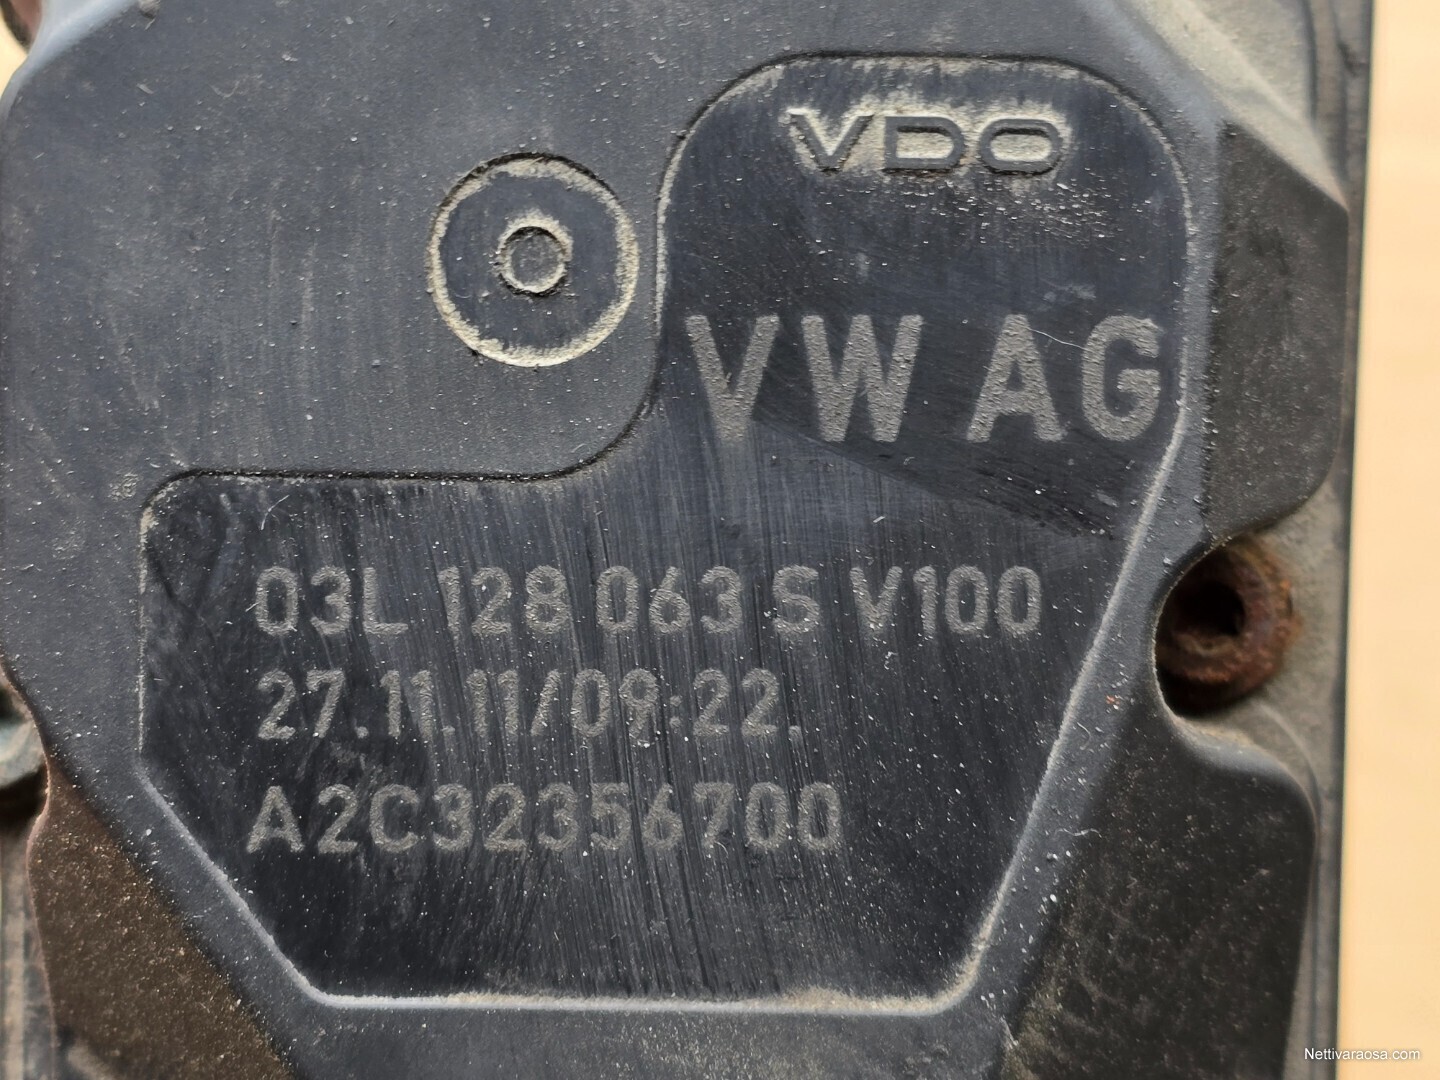 VDO
VW AG
03L 128 063 S V100
27.11.11/09:22.
A2C32356700
Nettivaraosa.com